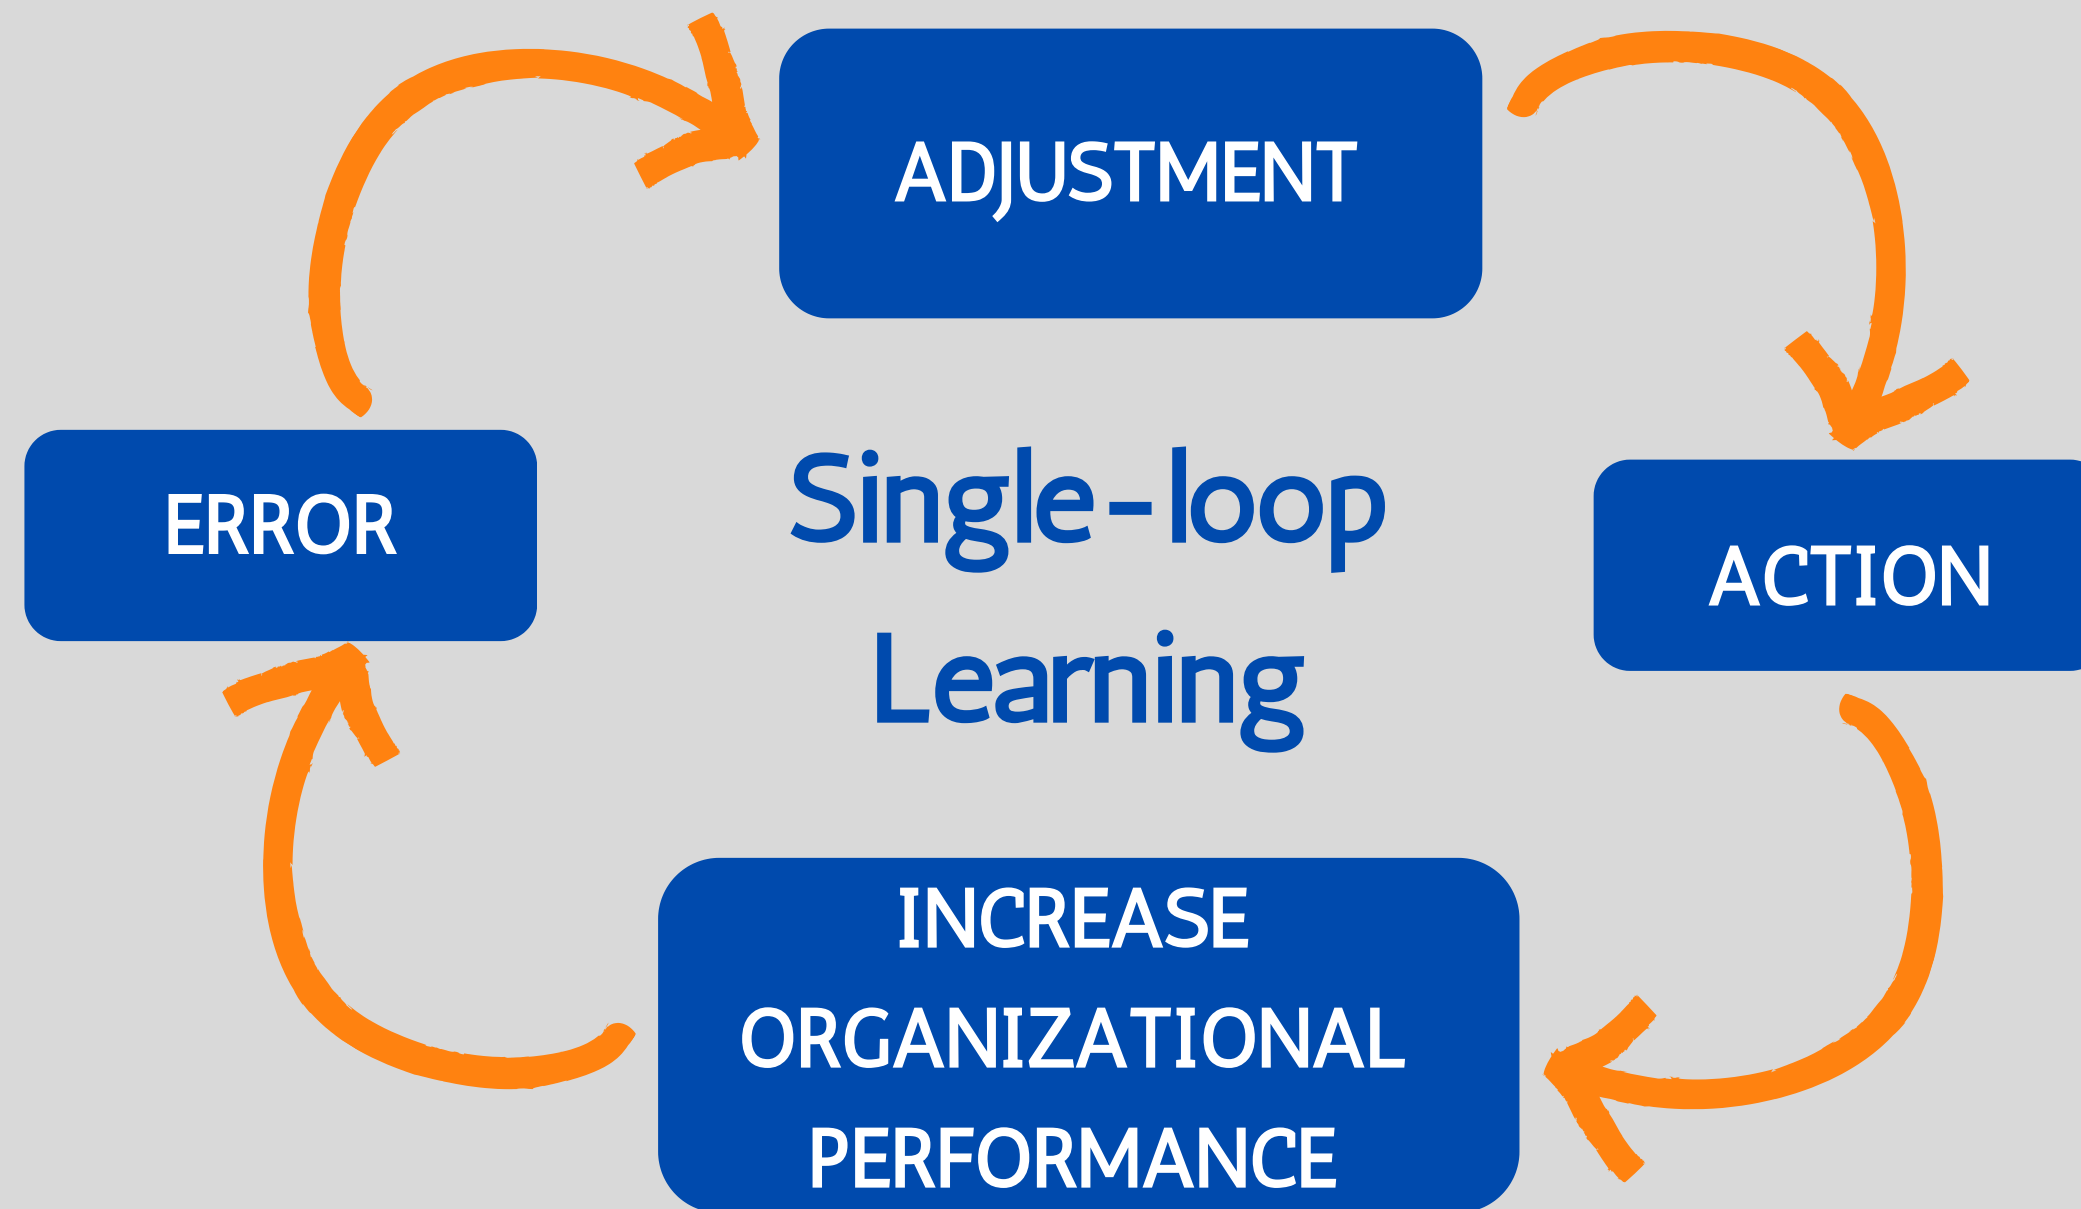 ADJUSTMENT
ERROR
Single-loop
Learning
ACTION
INCREASE
ORGANIZATIONAL
PERFORMANCE